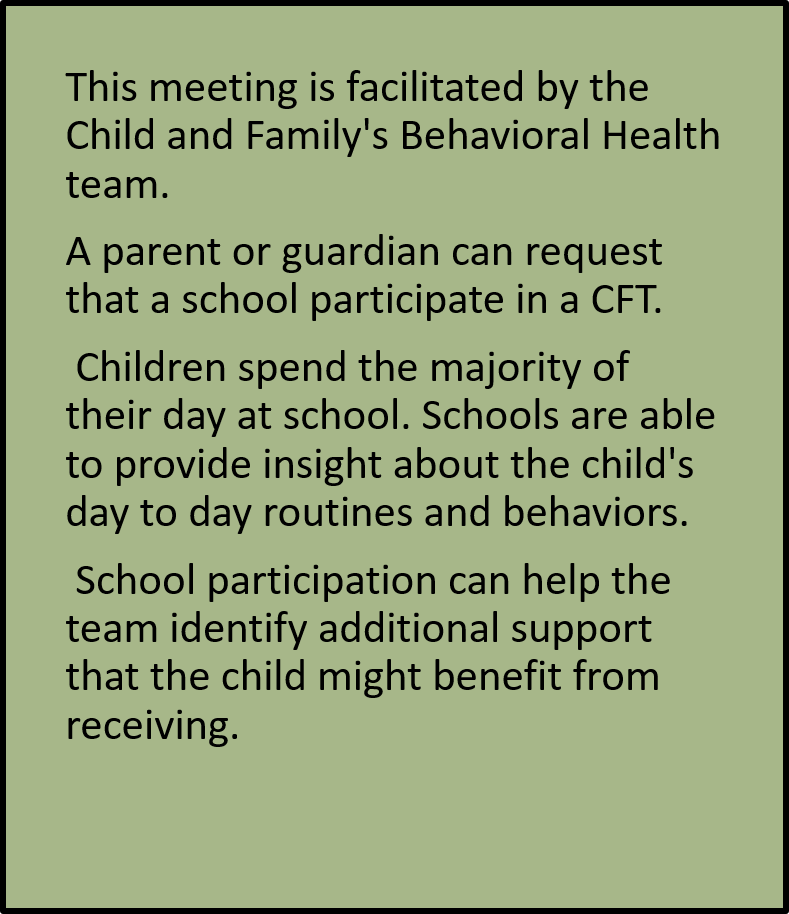 This meeting is facilitated by the
Child and Family's Behavioral Health
team.
A parent or guardian can request
that a school participate in a CFT.
Children spend the majority of
their day at school. Schools are able
to provide insight about the child's
day to day routines and behaviors.
School participation can help the
team identify additional support
that the child might benefit from
receiving.